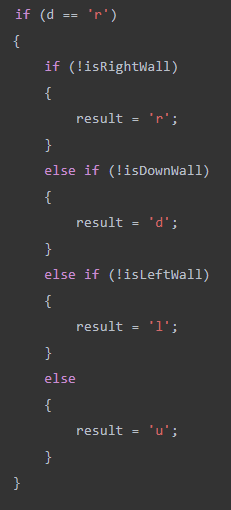 if (d == 'r')
{
    if (!isRightWall)
    {
        result = 'r';
    }
    else if (!isDownWall)
    {
        result = 'd';
    }
    else if (!isLeftWall)
    {
        result = 'l';
    }
    else
    {
        result = 'u';
    }
}